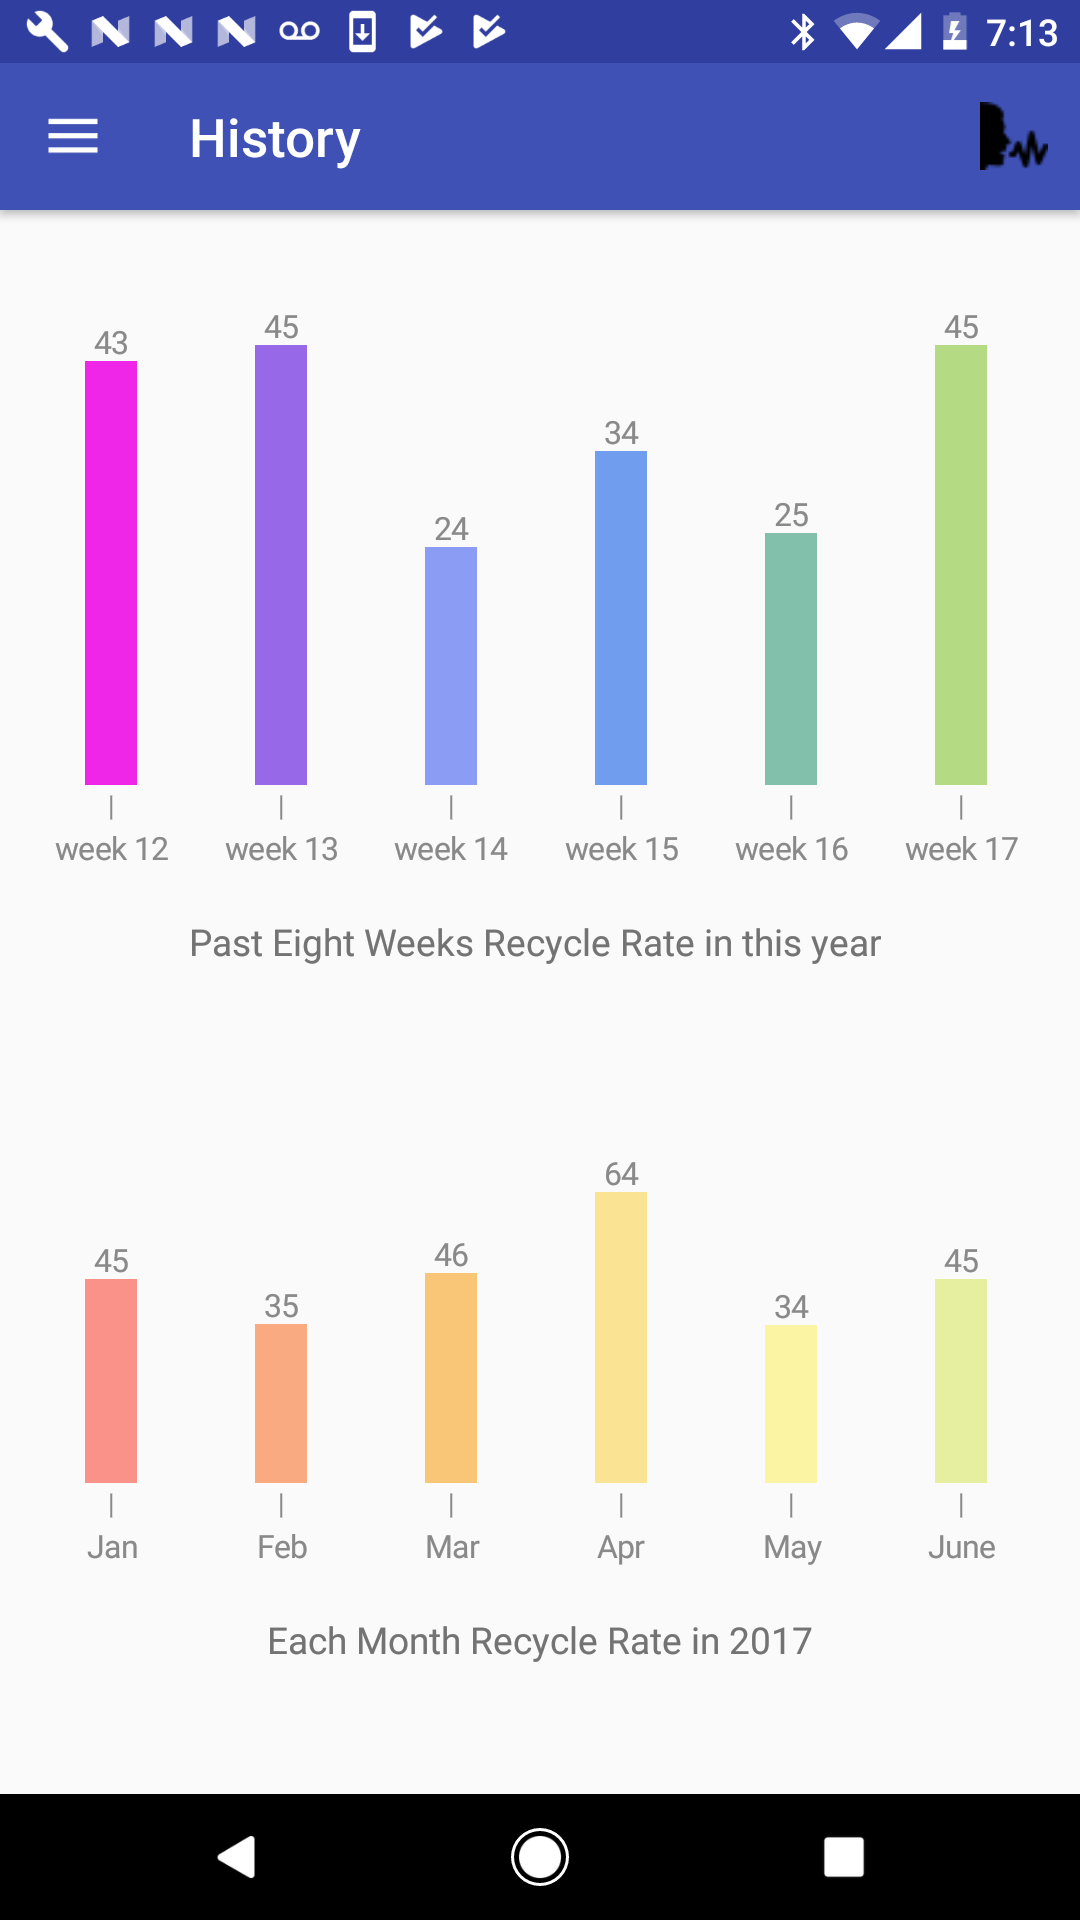 7:13
History
43 45 24 34 25 45
week 12 week 13 week 14 week 15 week 16 week 17
Past Eight Weeks Recycle Rate in this year
45 35 46 64 34 45
Jan Feb Mar Apr May June
Each Month Recycle Rate in 2017